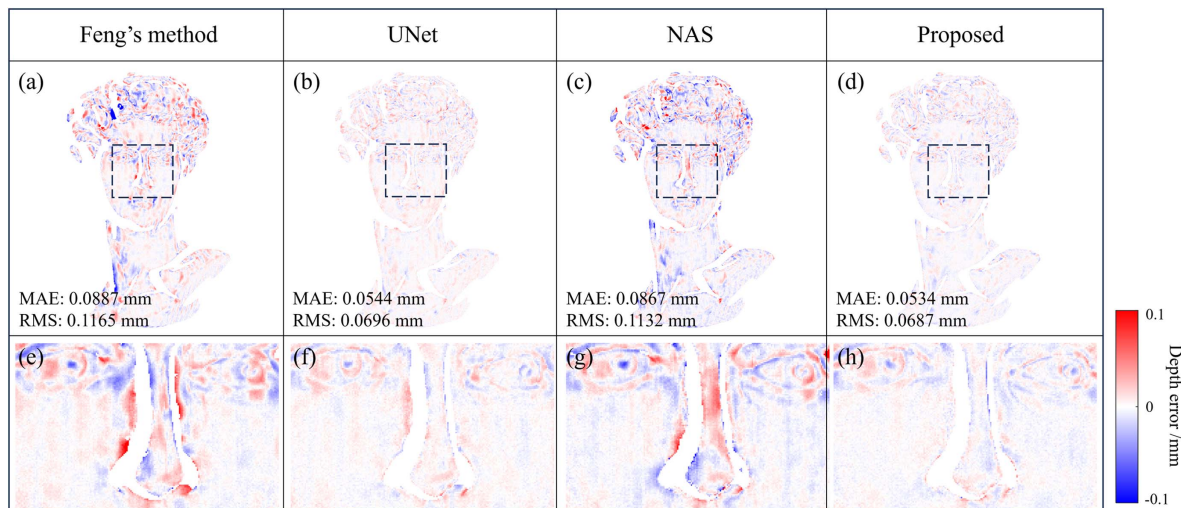 Feng's method
UNet
NAS
Proposed
(a)
(b)
(c)
(d)
MAE: 0.0887 mm
RMS: 0.1165 mm
MAE: 0.0544 mm
RMS: 0.0696 mm
MAE: 0.0867 mm
RMS: 0.1132 mm
MAE: 0.0534 mm
RMS: 0.0687 mm
(e)
(f)
(g)
(h)
0.1
0
-0.1
Depth error /mm